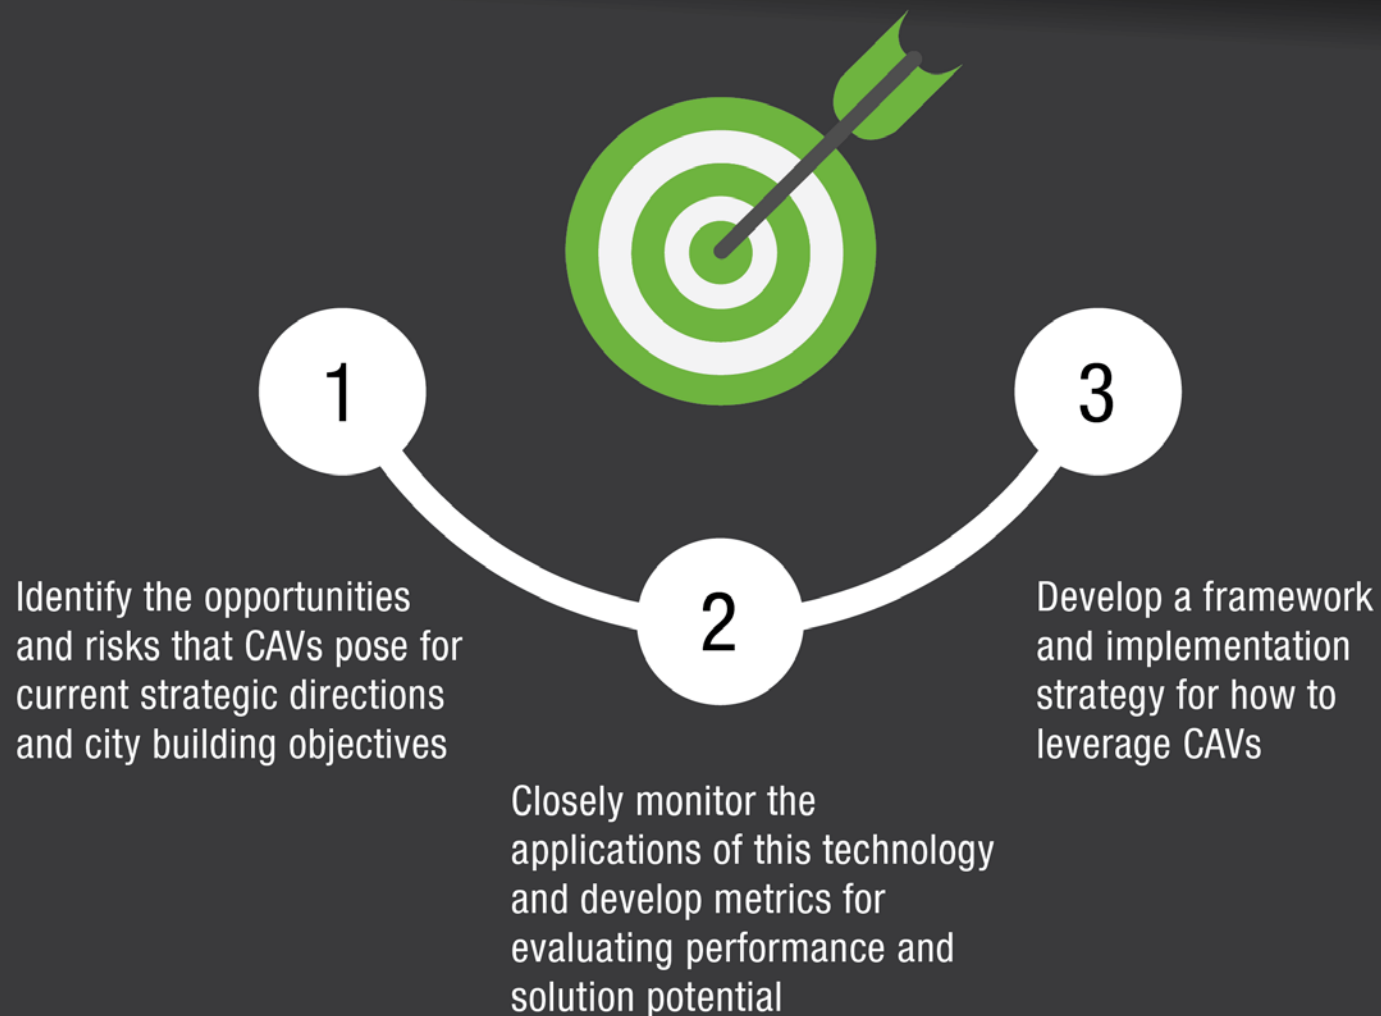 1
Identify the opportunities
and risks that CAVs pose for
current strategic directions
and city building objectives
2
Closely monitor the
applications of this technology
and develop metrics for
evaluating performance and
solution potential
3
Develop a framework
and implementation
strategy for how to
leverage CAVs